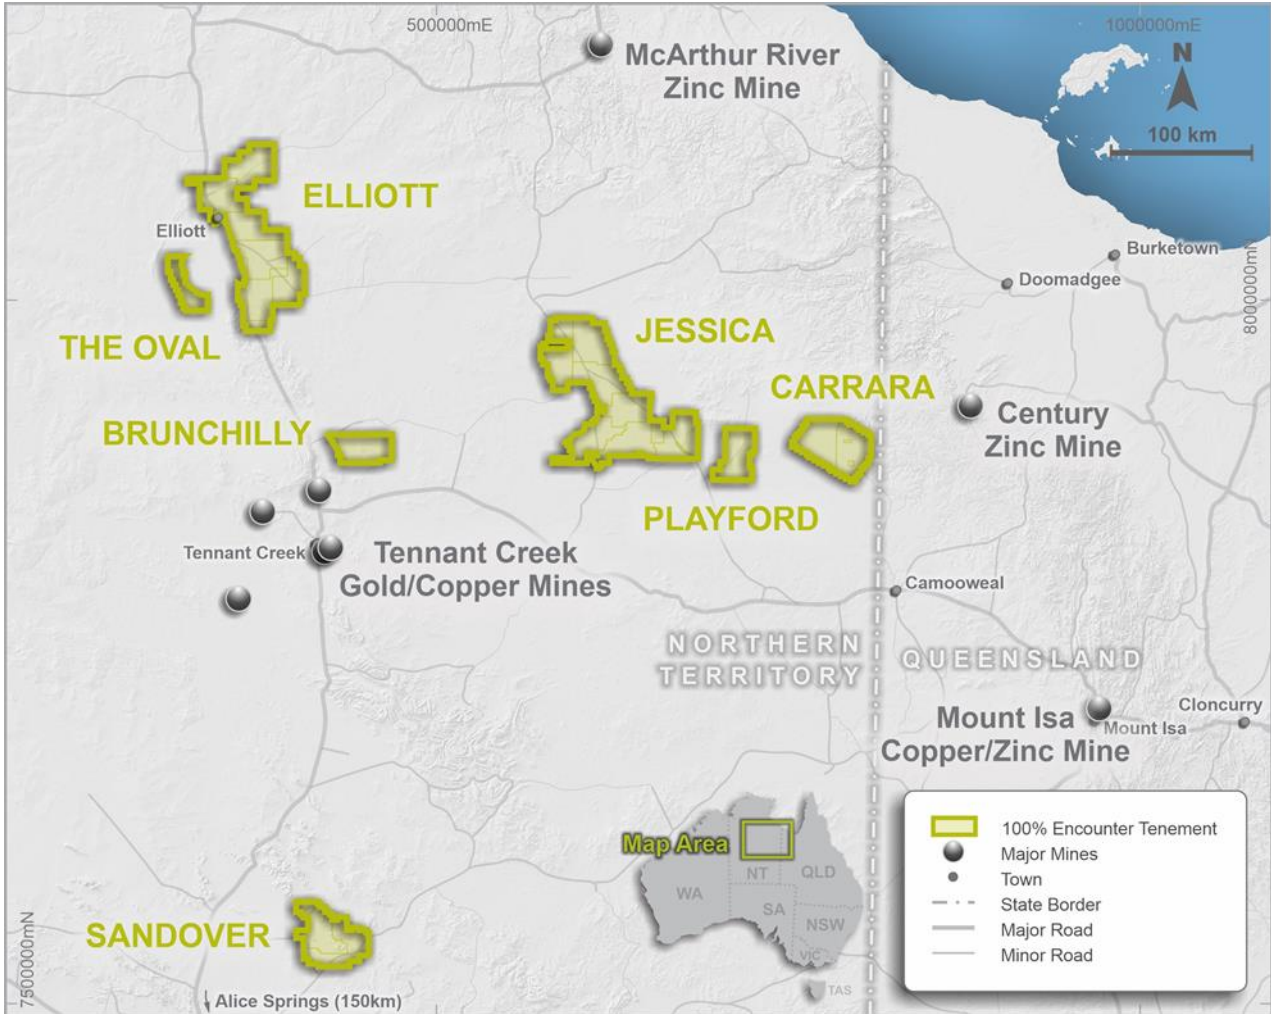 500000mE
1000000mE
McArthur River
Zinc Mine
N
100 km
ELLIOTT
Elliott
Burketown
Doomadgee
8000000mN
THE OVAL
JESSICA
CARRARA
BRUNCHILLY
Century
Zinc Mine
PLAYFORD
Tennant Creek
Tennant Creek
Gold/Copper Mines
Camooweal
NORTHERN
TERRITORY
QUEENSLAND
Mount Isa
Copper/Zinc Mine
Mount Isa
Cloncurry
Map Area
WA
NT
QLD
SA
NSW
VIC
TAS
100% Encounter Tenement
Major Mines
Town
State Border
Major Road
Minor Road
SANDOVER
7500000mN
Alice Springs (150km)